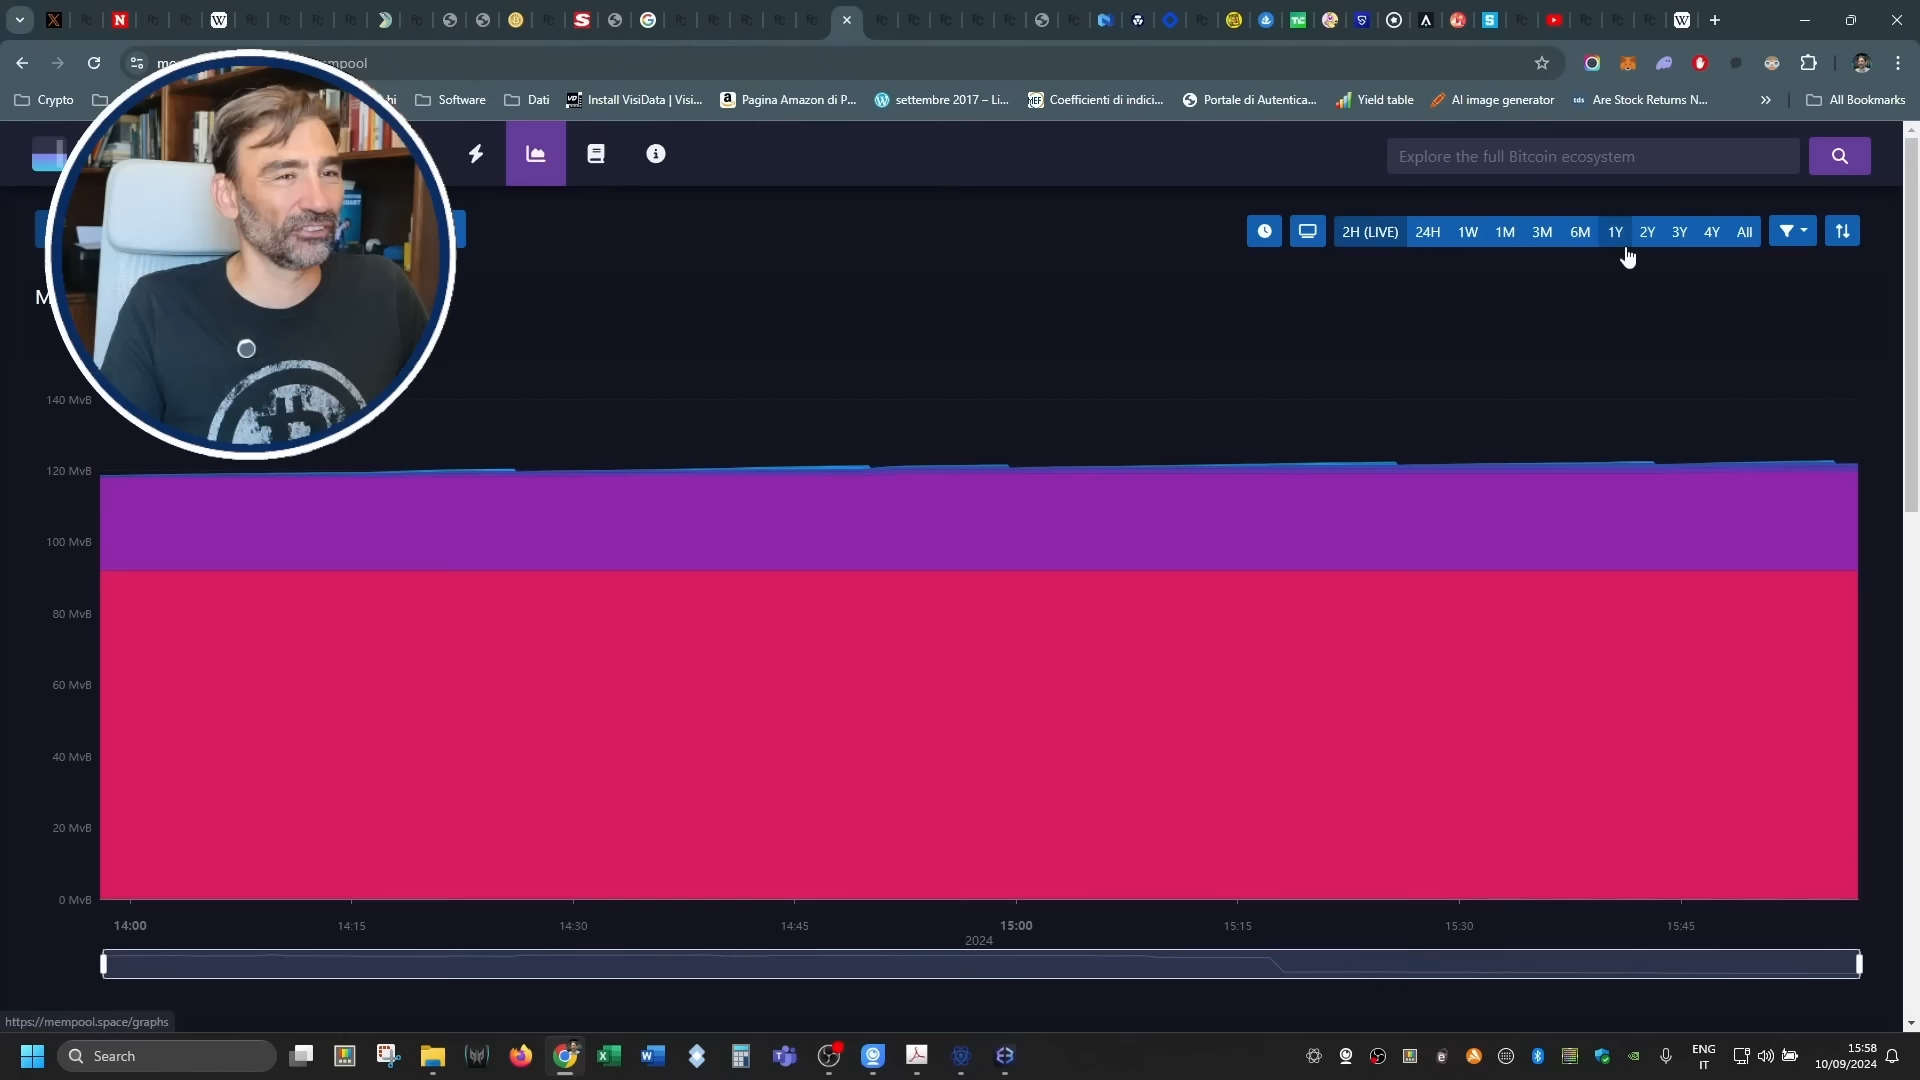 mempool
Crypto
hi
Software
Dati
Install VisiData | Visi...
Pagina Amazon di P...
settembre 2017 – Li...
Coefficienti di indici...
Portale di Autentica...
Yield table
AI image generator
Are Stock Returns N...
»
All Bookmarks
Explore the full Bitcoin ecosystem
2H (LIVE) 24H 1W 1M 3M 6M 1Y 2Y 3Y 4Y All
M
140 MvB
120 MvB
100 MvB
80 MvB
60 MvB
40 MvB
20 MvB
0 MvB
14:00 14:15 14:30 14:45 15:00 15:15 15:30 15:45
2024
https://mempool.space/graphs
Search
ENG
IT
15:58
10/09/2024